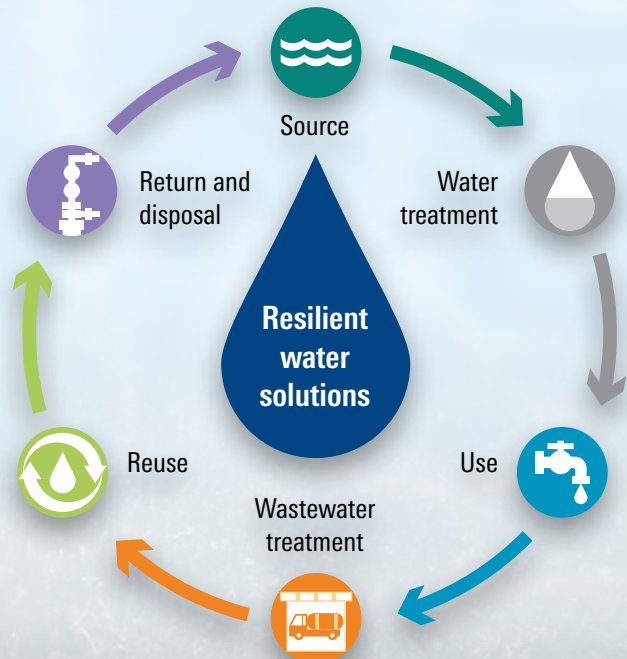 Source
Return and
disposal
Water
treatment
Resilient
water
solutions
Reuse
Use
Wastewater
treatment